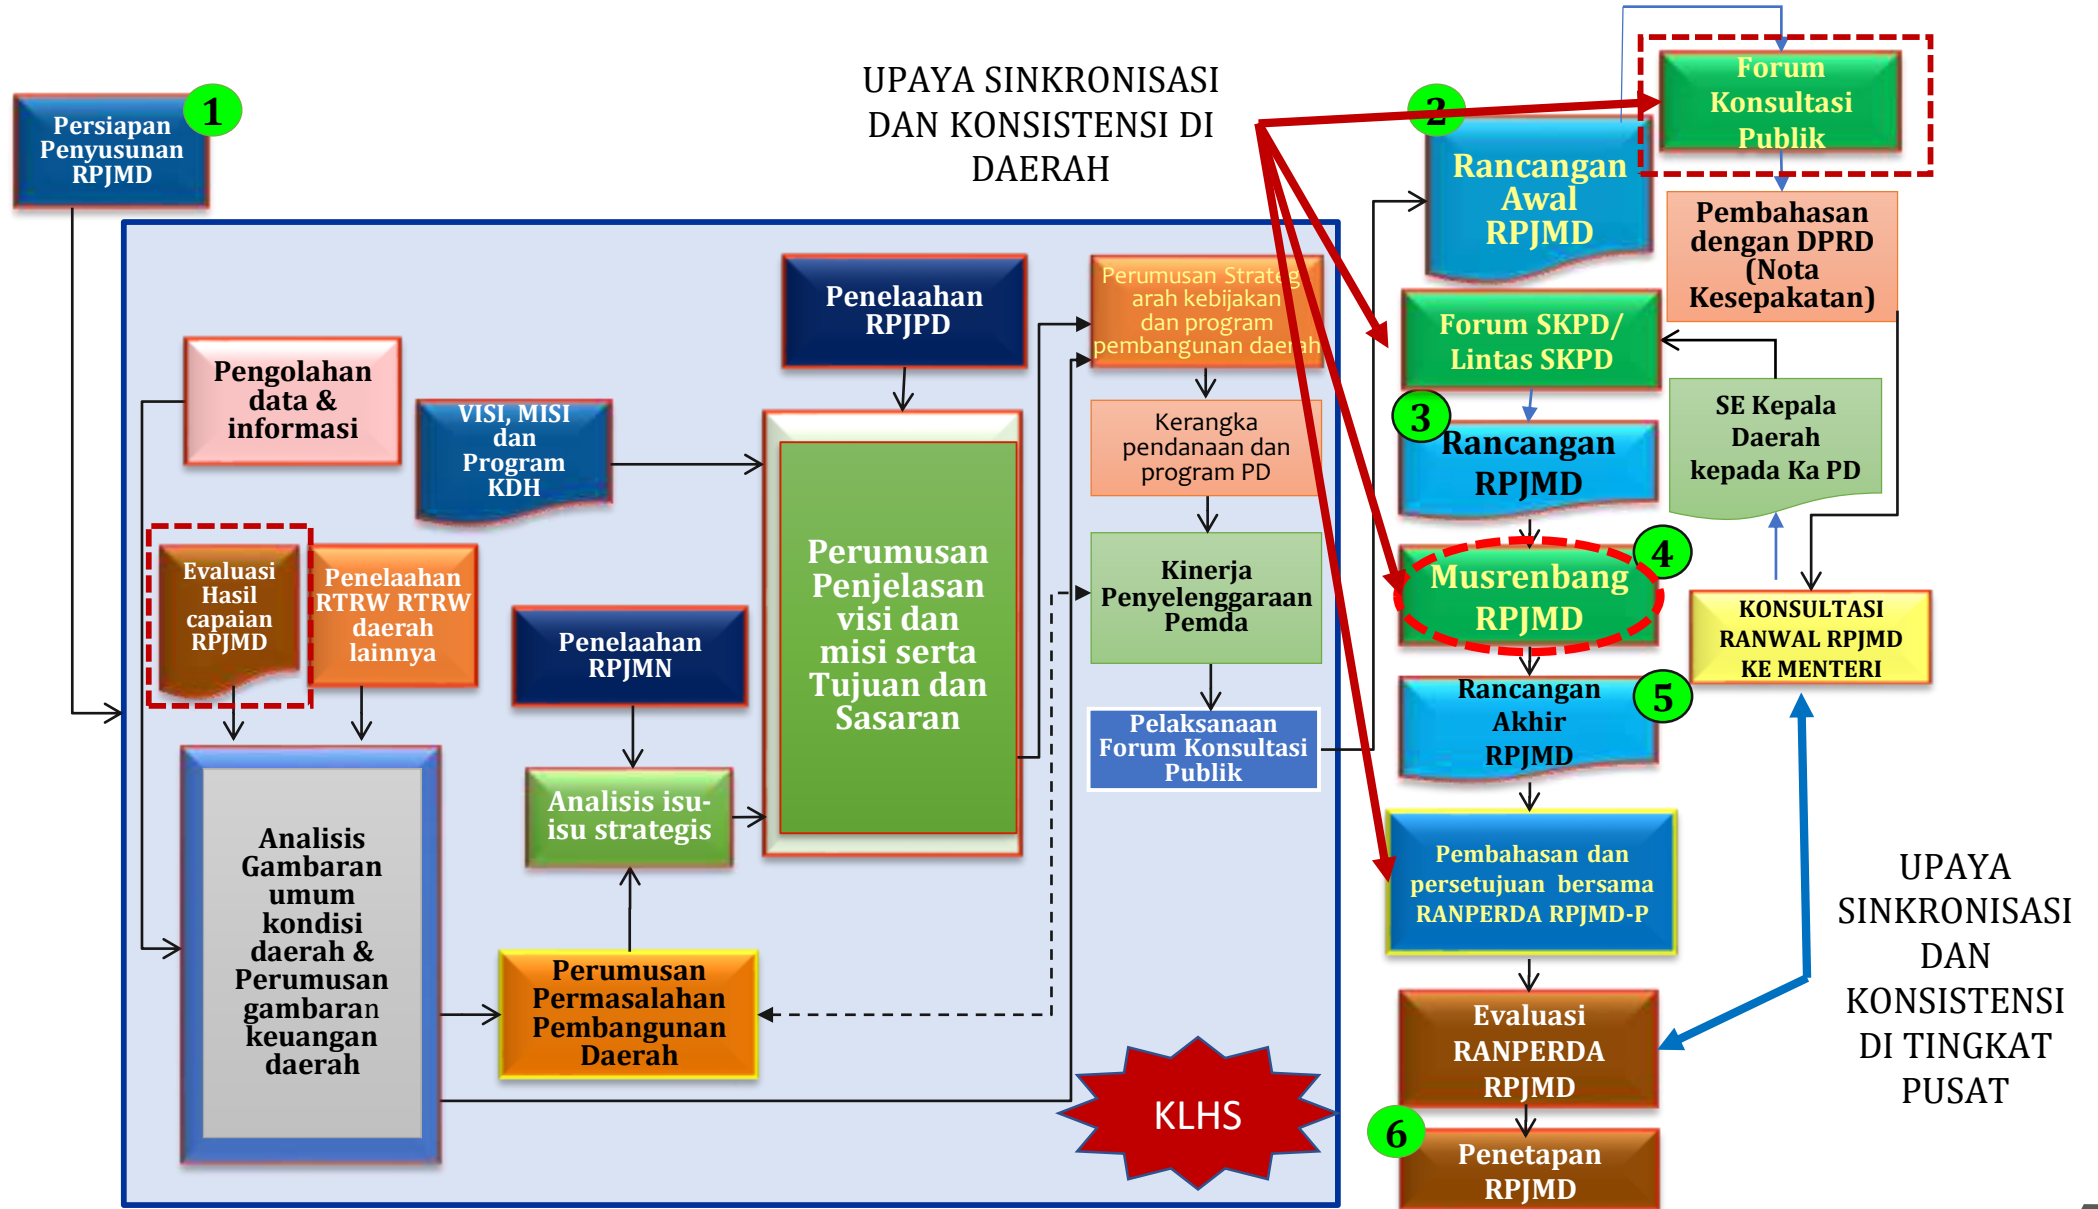 UPAYA SINKRONISASI
DAN KONSISTENSI DI
DAERAH
1
Persiapan
Penyusunan
RPJMD
2
Rancangan
Awal
RPJMD
Forum
Konsultasi
Publik
Pembahasan
dengan DPRD
(Nota
Kesepakatan)
Penelaahan
RPJPD
Perumusan Strateg
arah kebijakan
dan program
pembangunan daerah
Forum SKPD/
Lintas SKPD
Pengolahan
data &
informasi
VISI, MISI
dan
Program
KDH
Kerangka
pendanaan dan
program PD
3
Rancangan
RPJMD
SE Kepala
Daerah
kepada Ka PD
Evaluasi
Hasil
capaian
RPJMD
Penelaahan
RTRW RTRW
daerah
lainnya
Penelaahan
RPJMN
Perumusan
Penjelasan
visi dan
misi serta
Tujuan dan
Sasaran
Kinerja
Penyelenggaraan
Pemda
4
Musrenbang
RPJMD
KONSULTASI
RANWAL RPJMD
KE MENTERI
Pelaksanaan
Forum Konsultasi
Publik
5
Rancangan
Akhir
RPJMD
Analisis isu-
isu strategis
Analisis
Gambaran
umum
kondisi
daerah &
Perumusan
gambaran
keuangan
daerah
Perumusan
Permasalahan
Pembangunan
Daerah
Pembahasan dan
persetujuan bersama
RANPERDA RPJMD-P
UPAYA
SINKRONISASI
DAN
KONSISTENSI
DI TINGKAT
PUSAT
Evaluasi
RANPERDA
RPJMD
KLHS
6
Penetapan
RPJMD